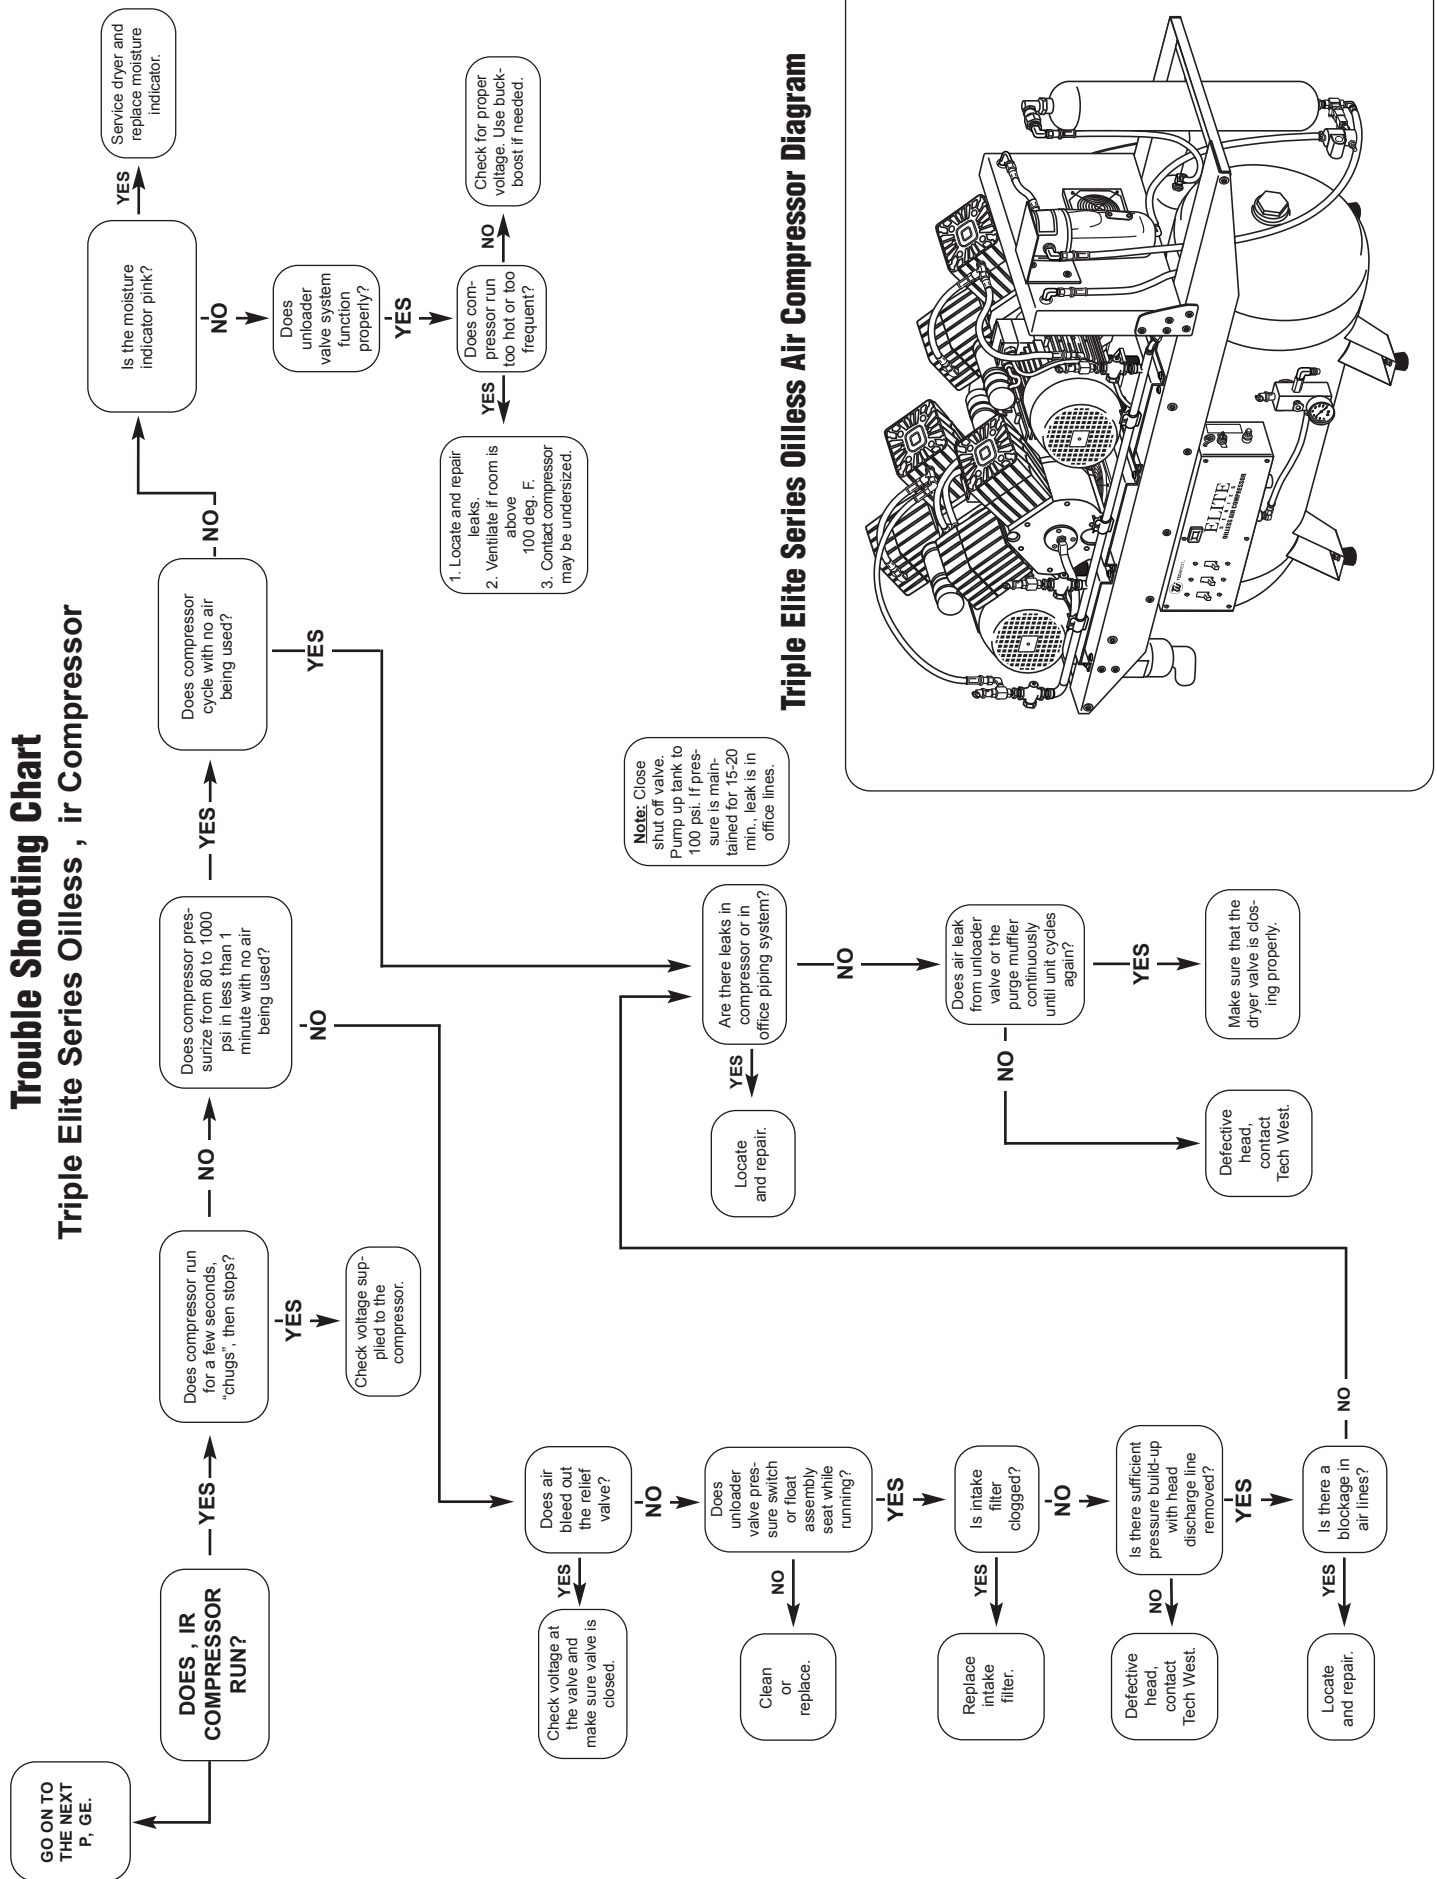 Trouble Shooting Chart
Triple Elite Series Oilless , ir Compressor
GO ON TO
THE NEXT
P, GE.
DOES , IR
COMPRESSOR
RUN?
YES
Does compressor run
for a few seconds,
“chugs”, then stops?
YES
Check voltage sup-
plied to the
compressor.
NO
Does compressor pres-
surize from 80 to 1000
psi in less than 1
minute with no air
being used?
YES
Does compressor
cycle with no air
being used?
NO
Is the moisture
indicator pink?
YES
Service dryer and
replace moisture
indicator.
NO
Does
unloader
valve system
function
properly?
YES
Does com-
pressor run
too hot or too
frequent?
NO
Check for proper
voltage. Use buck-
boost if needed.
YES
1. Locate and repair
leaks.
2. Ventilate if room is
above
100 deg. F.
3. Contact compressor
may be undersized.
YES
NO
Does air
bleed out
the relief
valve?
YES
Check voltage at
the valve and
make sure valve is
closed.
NO
Does
unloader
valve pres-
sure switch
or float
assembly
seat while
running?
NO
Clean
or
replace.
YES
Is intake
filter
clogged?
YES
Replace
intake
filter.
NO
Is there sufficient
pressure build-up
with head
discharge line
removed?
NO
Defective
head,
contact
Tech West.
YES
Is there a
blockage in
air lines?
YES
Locate
and repair.
NO
Are there leaks in
compressor or in
office piping system?
Note: Close
shut off valve.
Pump up tank to
100 psi. If pres-
sure is main-
tained for 15-20
min., leak is in
office lines.
YES
Locate
and repair.
NO
Does air leak
from unloader
valve or the
purge muffler
continuously
until unit cycles
again?
NO
Defective
head,
contact
Tech West.
YES
Make sure that the
dryer valve is clos-
ing properly.
Triple Elite Series Oilless Air Compressor Diagram
ELITE
SERIES
OILLESS AIR COMPRESSOR